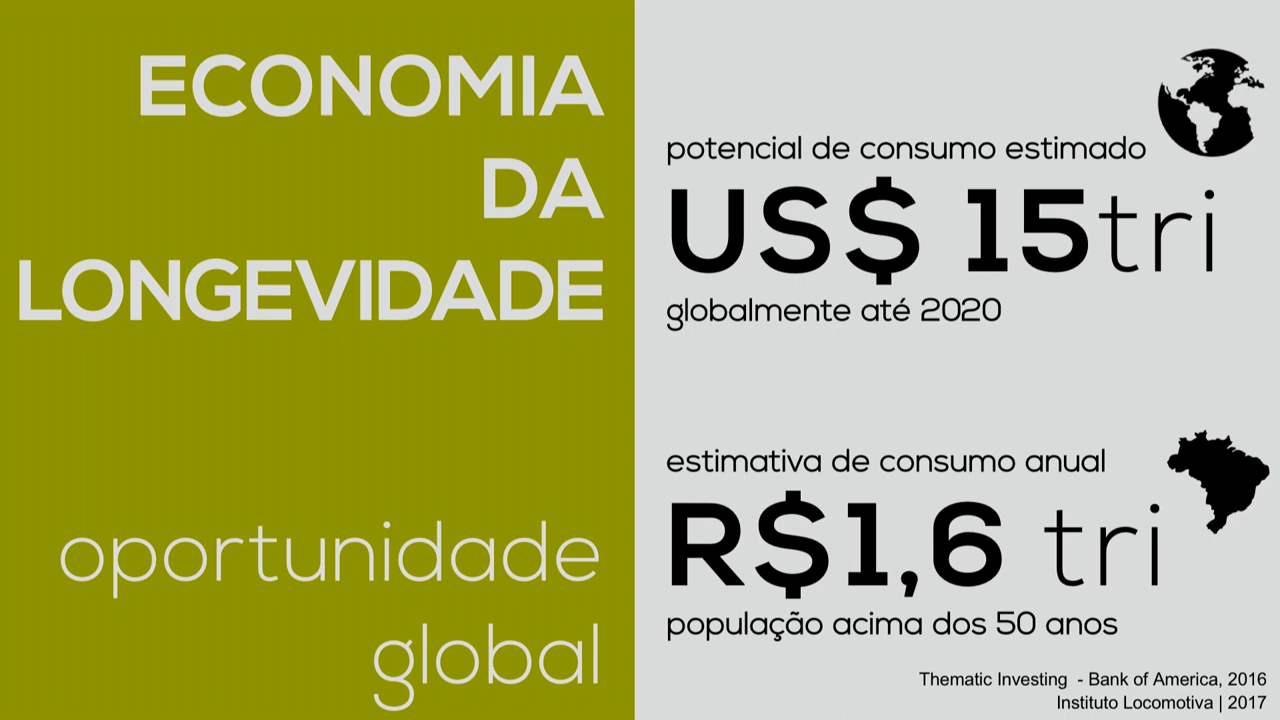 ECONOMIA
DA
LONGEVIDADE
oportunidade
global
potencial de consumo estimado
US$ 15tri
globalmente até 2020
estimativa de consumo anual
R$1,6 tri
população acima dos 50 anos
Thematic Investing - Bank of America, 2016
Instituto Locomotiva | 2017